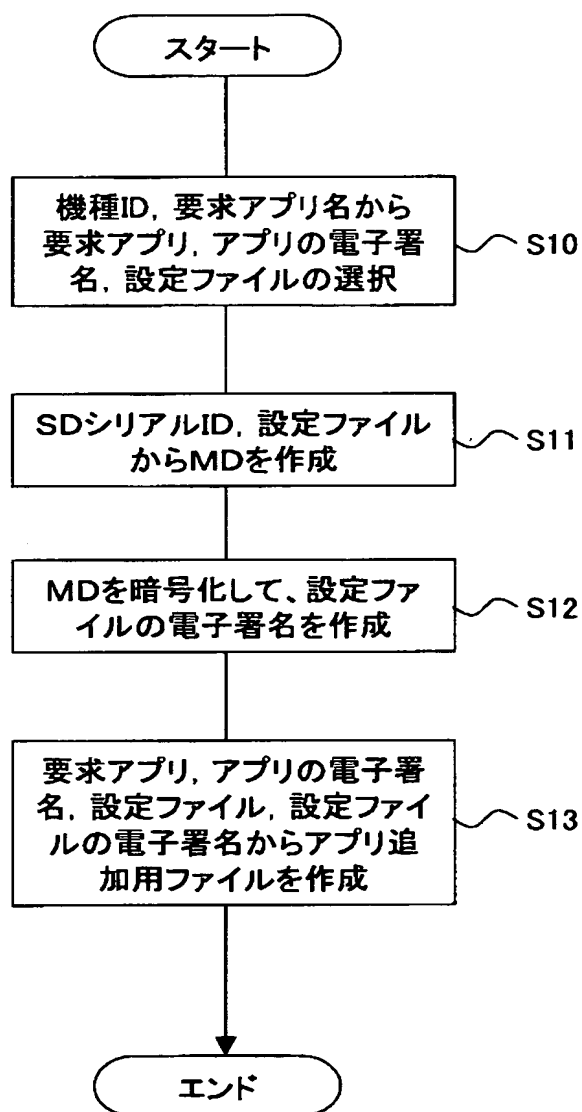 スタート
機種ID, 要求アプリ名から
要求アプリ, アプリの電子署
名, 設定ファイルの選択
S10
SDシリアルID, 設定ファイル
からMDを作成
S11
MDを暗号化して、設定ファ
イルの電子署名を作成
S12
要求アプリ, アプリの電子署
名, 設定ファイル, 設定ファイ
ルの電子署名からアプリ追
加用ファイルを作成
S13
エンド